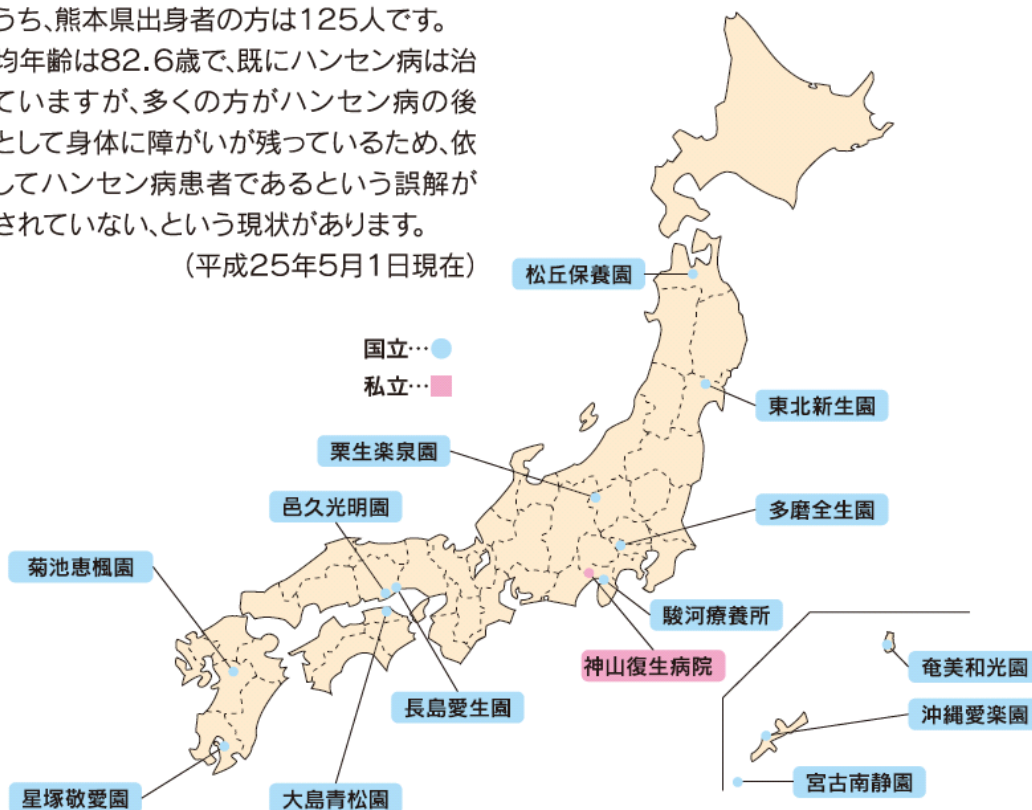 うち、熊本県出身者の方は125人です。
均年齢は82.6歳で、既にハンセン病は治
ていますが、多くの方がハンセン病の後
として身体に障がいが残っているため、依
してハンセン病患者であるという誤解が
されていない、という現状があります。
（平成25年5月1日現在）
松丘保養園
国立…
私立…
東北新生園
栗生楽泉園
邑久光明園
多磨全生園
菊池恵楓園
駿河療養所
神山復生病院
奄美和光園
長島愛生園
沖縄愛楽園
宮古南静園
星塚敬愛園
大島青松園